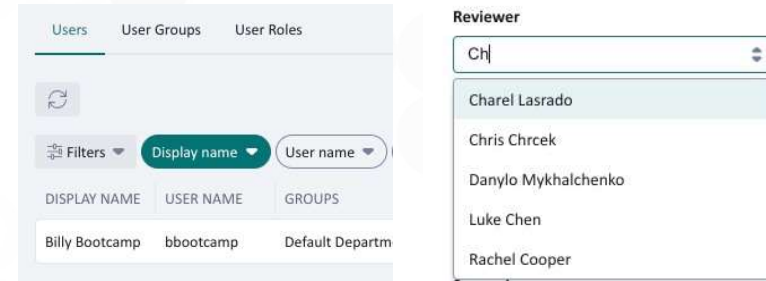 Users User Groups User Roles
Filters Display name User name
DISPLAY NAME USER NAME GROUPS
Billy Bootcamp bbootcamp Default Departm
Reviewer
Ch
Charel Lasrado
Chris Chrcek
Danylo Mykhalchenko
Luke Chen
Rachel Cooper